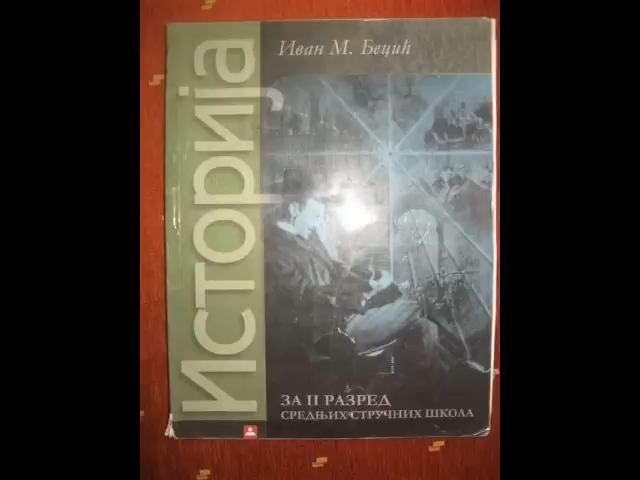 Иван М. Бецић
Историја
ЗА II РАЗРЕД
СРЕДЊИХ СТРУЧНИХ ШКОЛА